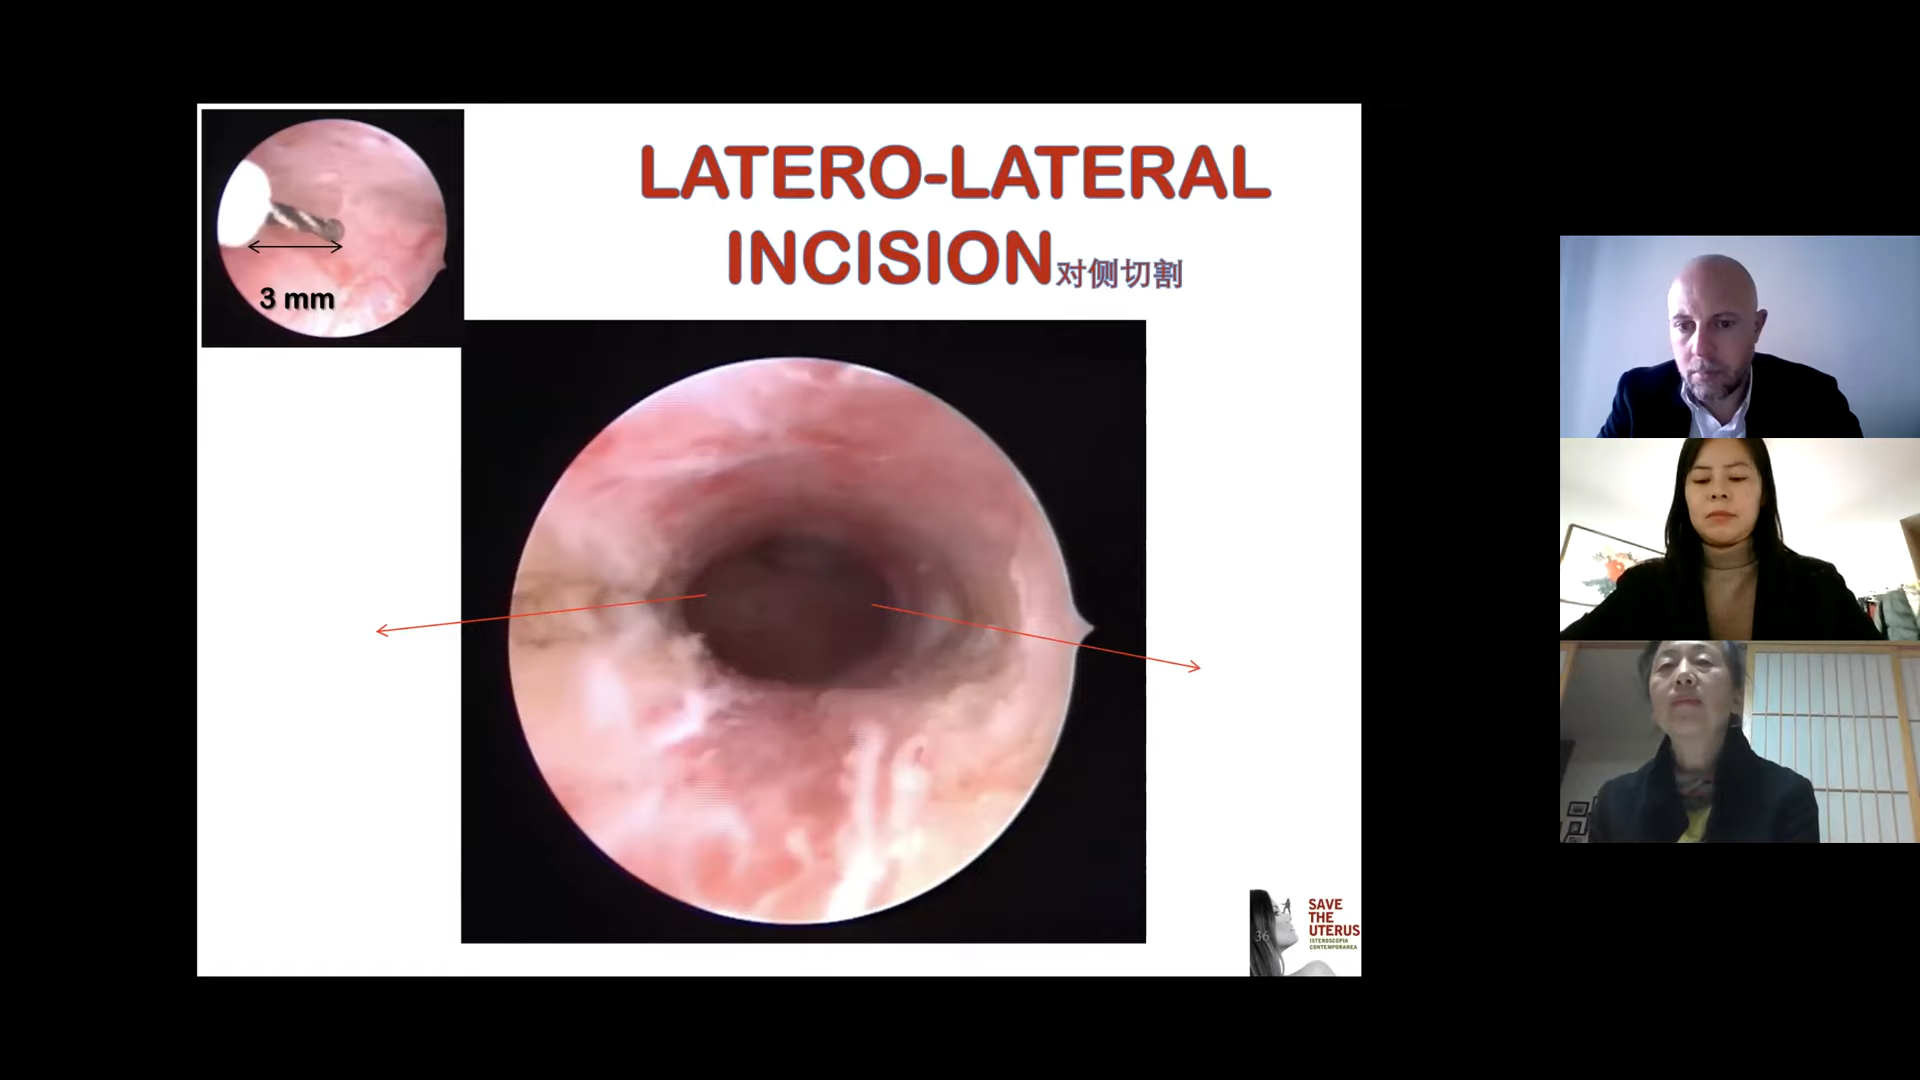 LATERO-LATERAL
INCISION对侧切割
3 mm
36
SAVE
THE
UTERUS
ISTEROSCOPIA
CONTEMPORANEA